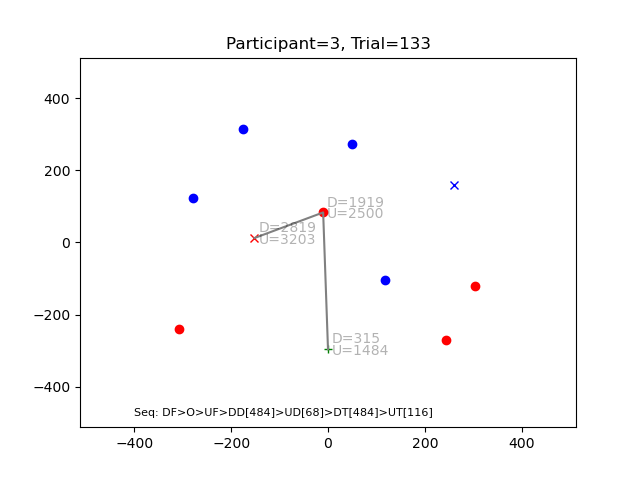 Participant=3, Trial=133
400
200
0
−200
−400
−400
−200
0
200
400
D=1919
U=2500
D=2819
U=3203
D=315
U=1484
Seq: DF>O>UF>DD[484]>UD[68]>DT[484]>UT[116]